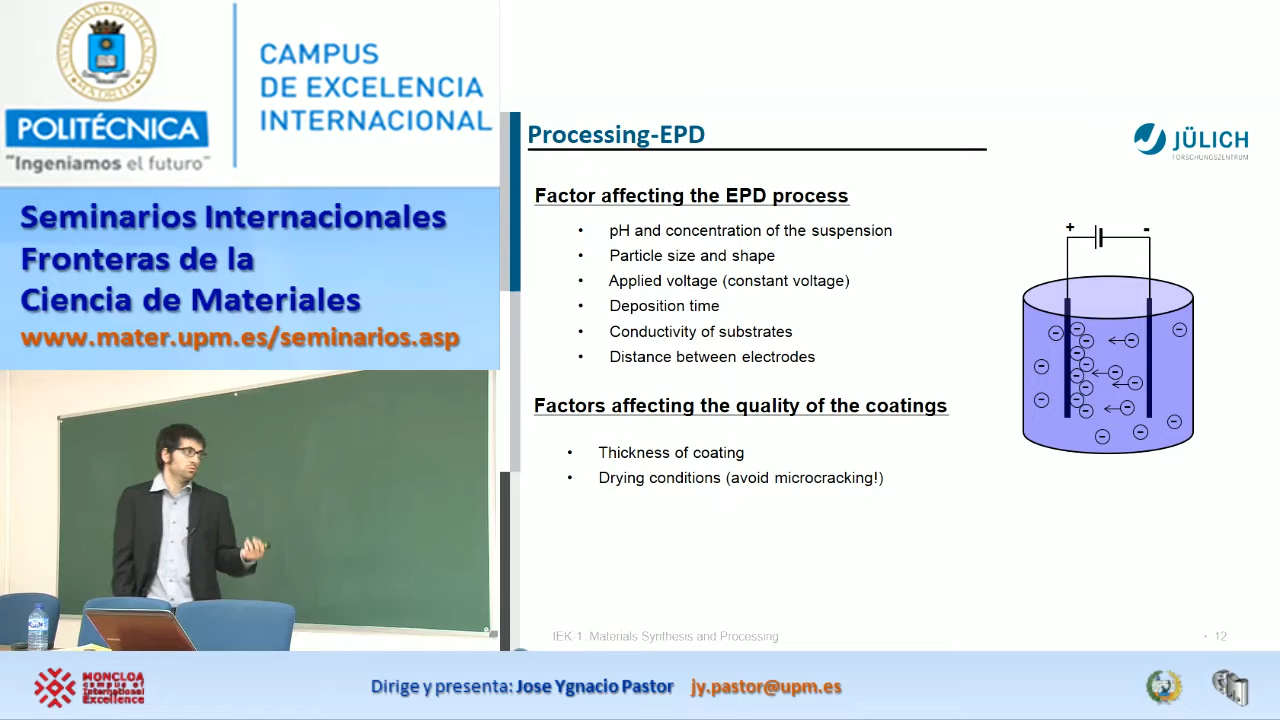 UNIVERSIDAD POLITÉCNICA MADRID
POLITÉCNICA
"Ingeniamos el futuro"
CAMPUS
DE EXCELENCIA
INTERNACIONAL
Seminarios Internacionales
Fronteras de la
Ciencia de Materiales
www.mater.upm.es/seminarios.asp
Processing-EPD
JÜLICH
FORSCHUNGSZENTRUM
Factor affecting the EPD process
• pH and concentration of the suspension
• Particle size and shape
• Applied voltage (constant voltage)
• Deposition time
• Conductivity of substrates
• Distance between electrodes
+ -
Factors affecting the quality of the coatings
• Thickness of coating
• Drying conditions (avoid microcracking!)
IEK-1 Materials Synthesis and Processing
• 12
MONCLOA
campus of
International
Excellence
Dirige y presenta: Jose Ygnacio Pastor jy.pastor@upm.es